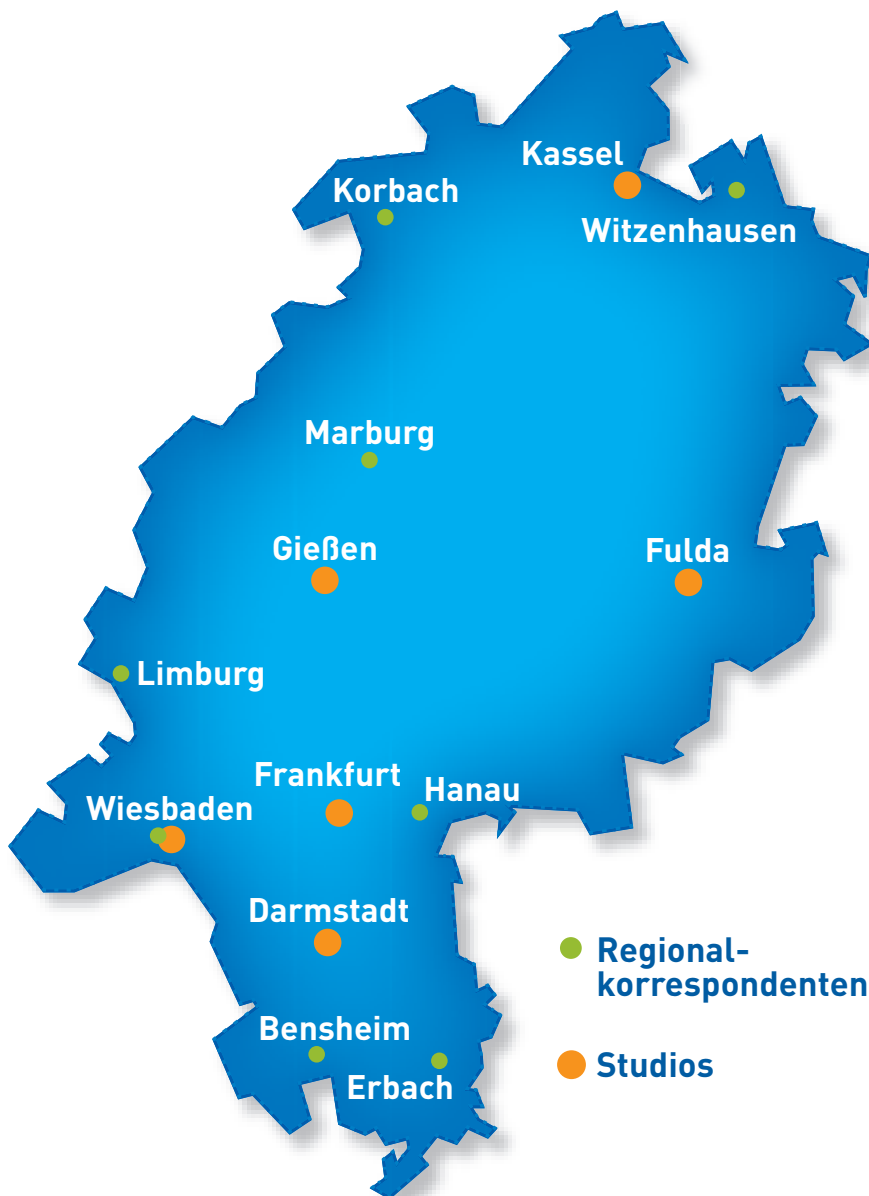 Kassel
Korbach
Witzenhausen
Marburg
Gießen
Fulda
Limburg
Frankfurt
Hanau
Wiesbaden
Darmstadt
Regional-
korrespondenten
Bensheim
Erbach
Studios